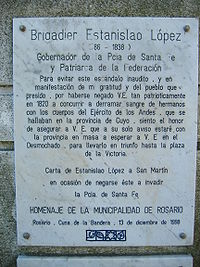 Brigadier Estanislao López
86 - 1838 )
Gobernador de la Pcia de Santa Fe
y Patriarca de la Federación
Para evitar este escándalo inaudito , y en
manifestación de mi gratitud y del pueblo que
presido , por haberse negado V.E. tan patrióticamente
en 1820 a concurrir a derramar sangre de hermanos
con los cuerpos del Ejército de los Andes , que se
hallaban en la provincia de Cuyo , siento el honor
de asegurar a V. E. que a su solo aviso estaré con
la provincia en masa a esperar a V. E. en el
Desmochado , para llevarlo en triunfo hasta la plaza
de la Victoria.
Carta de Estanislao López a San Martín
en ocasión de negarse éste a invadir
la Pcia. de Santa Fe
HOMENAJE DE LA MUNICIPALIDAD DE ROSARIO
Rosario , Cuna de la Bandera , 13 de diciembre de